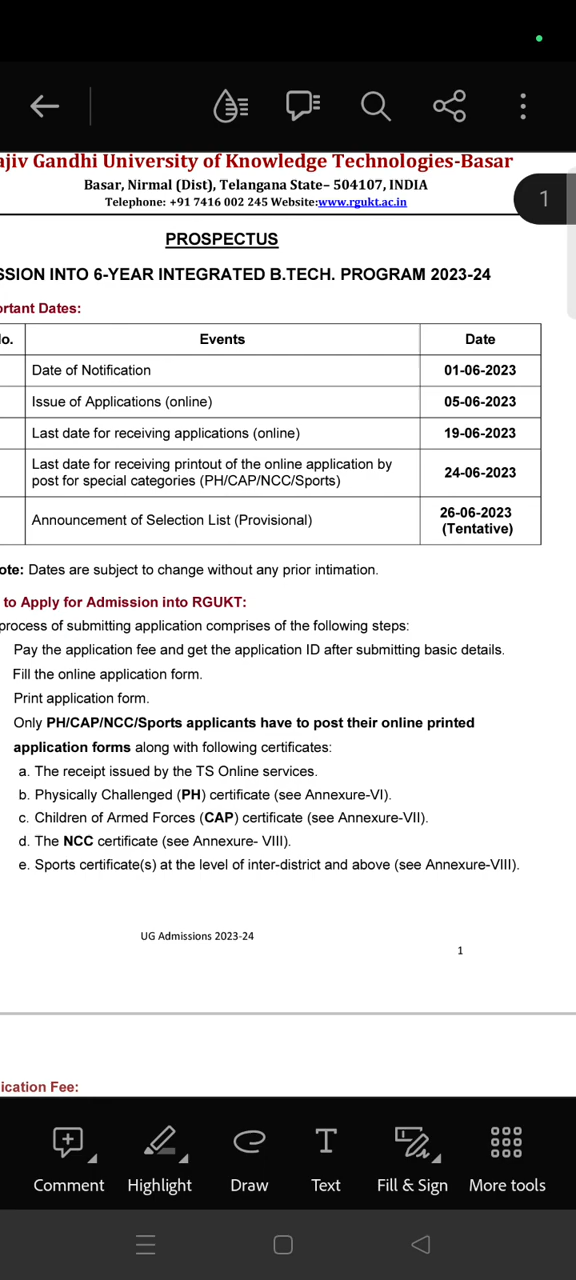 ajiv Gandhi University of Knowledge Technologies-Basar
Basar, Nirmal (Dist), Telangana State– 504107, INDIA
Telephone: +91 7416 002 245 Website:www.rgukt.ac.in
1
PROSPECTUS
SSION INTO 6-YEAR INTEGRATED B.TECH. PROGRAM 2023-24
ortant Dates:
lo. Events Date
Date of Notification 01-06-2023
Issue of Applications (online) 05-06-2023
Last date for receiving applications (online) 19-06-2023
Last date for receiving printout of the online application by
post for special categories (PH/CAP/NCC/Sports) 24-06-2023
Announcement of Selection List (Provisional) 26-06-2023
(Tentative)
ote: Dates are subject to change without any prior intimation.
to Apply for Admission into RGUKT:
process of submitting application comprises of the following steps:
Pay the application fee and get the application ID after submitting basic details.
Fill the online application form.
Print application form.
Only PH/CAP/NCC/Sports applicants have to post their online printed
application forms along with following certificates:
a. The receipt issued by the TS Online services.
b. Physically Challenged (PH) certificate (see Annexure-VI).
c. Children of Armed Forces (CAP) certificate (see Annexure-VII).
d. The NCC certificate (see Annexure- VIII).
e. Sports certificate(s) at the level of inter-district and above (see Annexure-VIII).
UG Admissions 2023-24
1
ication Fee:
Comment Highlight Draw Text Fill & Sign More tools